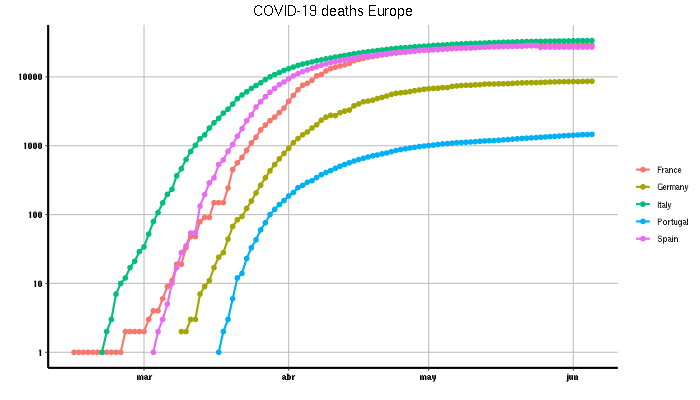 COVID-19 deaths Europe
10000
1000
100
10
1
mar
abr
may
jun
France
Germany
Italy
Portugal
Spain